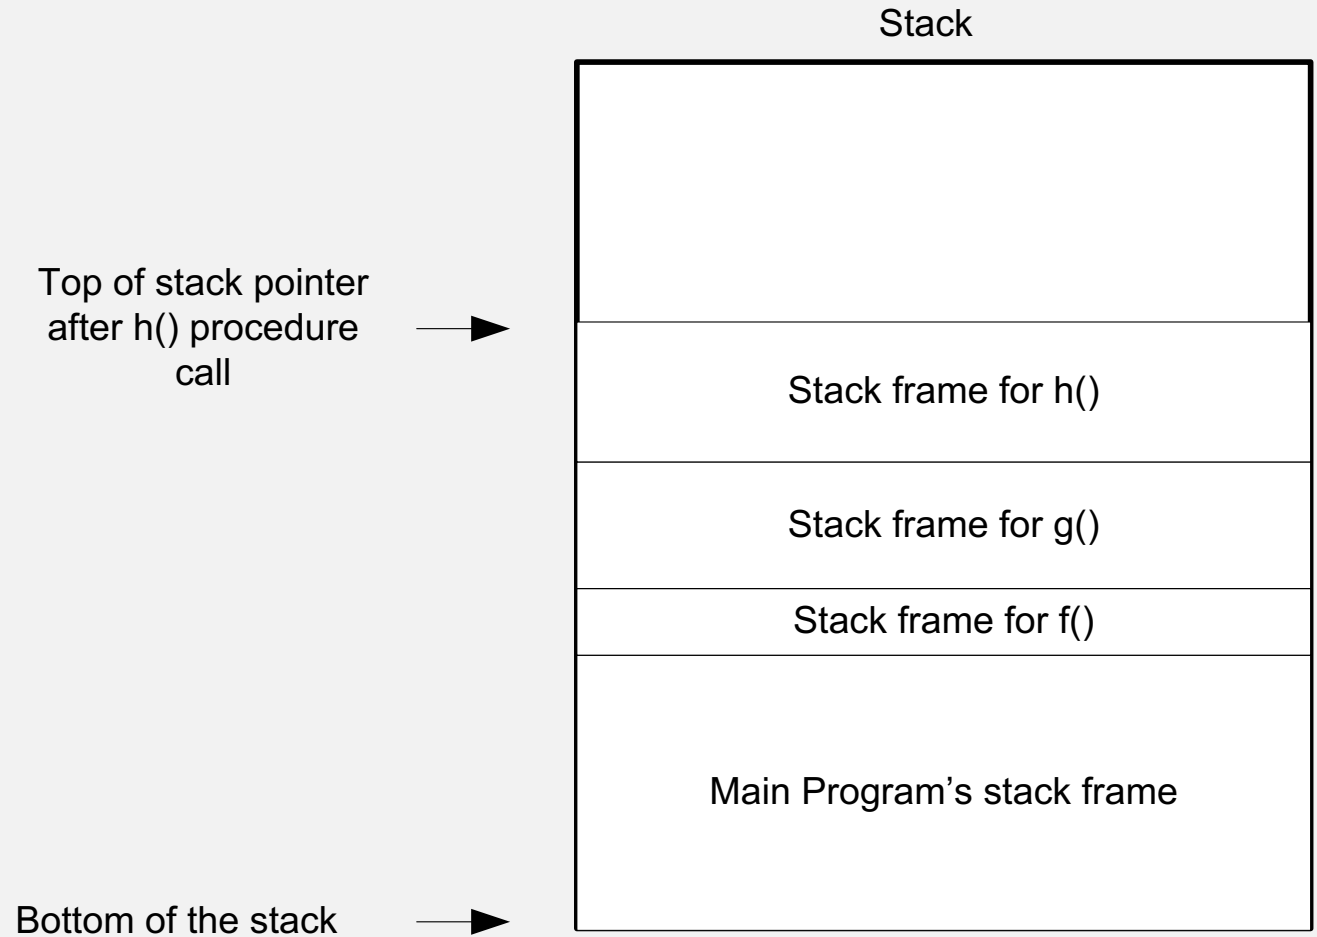 Stack
Top of stack pointer
after h() procedure
call
Stack frame for h()
Stack frame for g()
Stack frame for f()
Main Program’s stack frame
Bottom of the stack